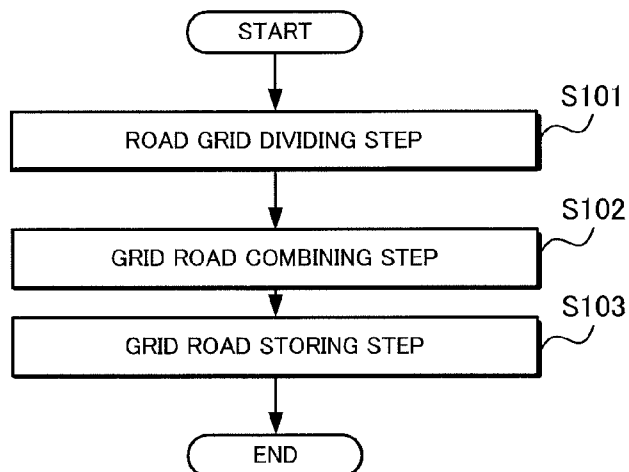 START
S101
ROAD GRID DIVIDING STEP
S102
GRID ROAD COMBINING STEP
S103
GRID ROAD STORING STEP
END